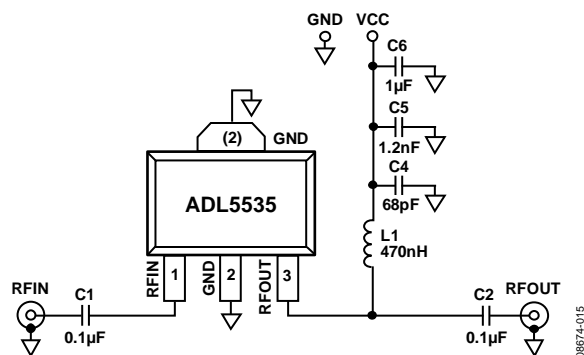 GND VCC
C6
1µF
C5
1.2nF
C4
68pF
L1
470nH
(2) GND
ADL5535
RFIN
1
GND
2
RFOUT
3
RFIN
C1
0.1µF
C2
0.1µF
RFOUT
08674-015